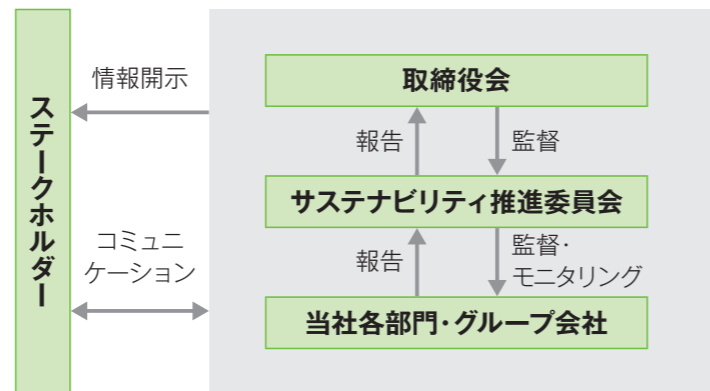 ステークホルダー
情報開示
コミュニ
ケーション
取締役会
報告
監督
サステナビリティ推進委員会
報告
監督・
モニタリング
当社各部門・グループ会社